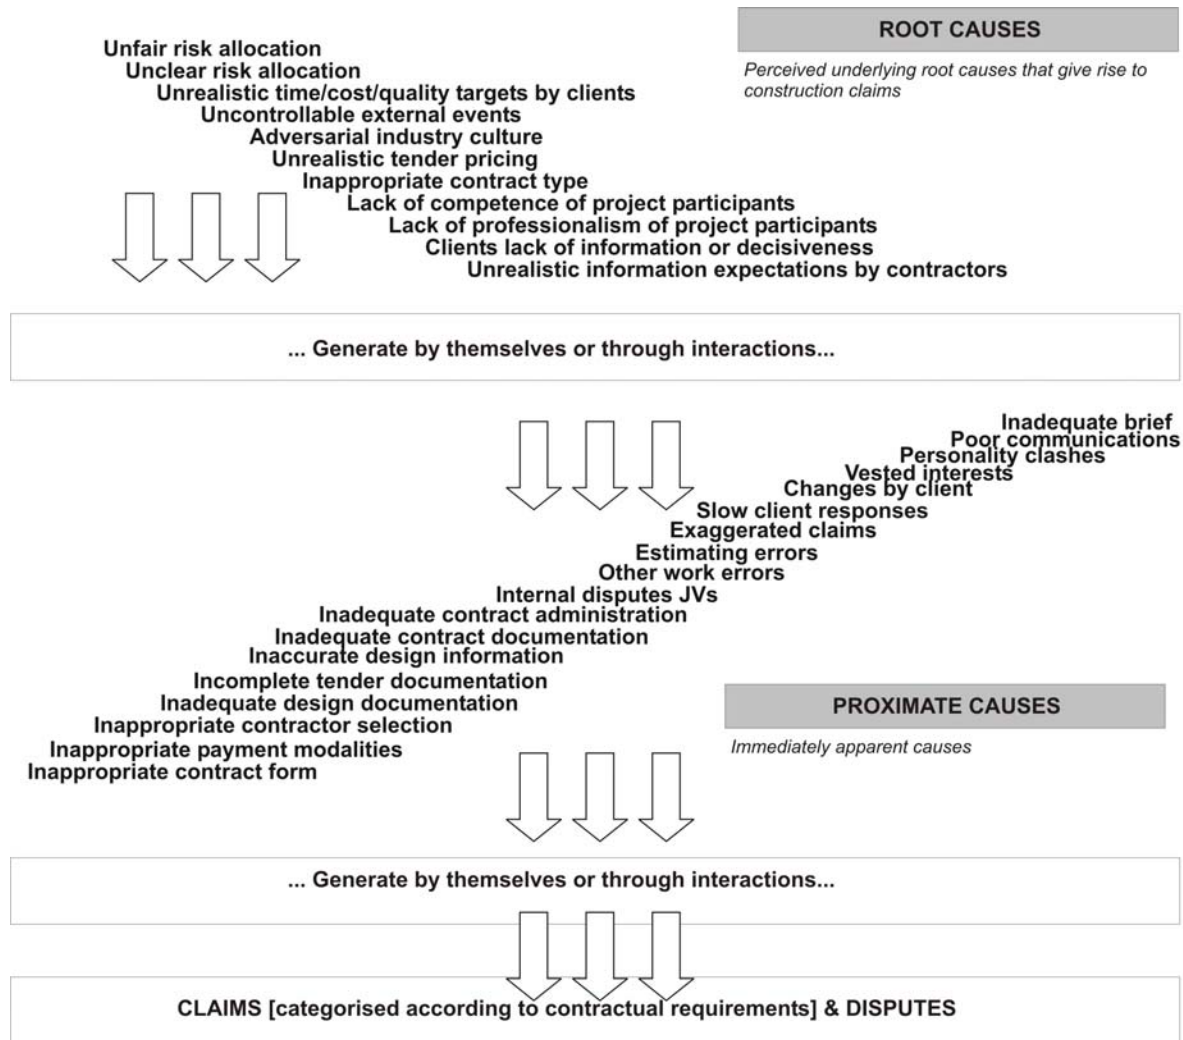 ROOT CAUSES
Perceived underlying root causes that give rise to
construction claims
Unfair risk allocation
Unclear risk allocation
Unrealistic time/cost/quality targets by clients
Uncontrollable external events
Adversarial industry culture
Unrealistic tender pricing
Inappropriate contract type
Lack of competence of project participants
Lack of professionalism of project participants
Clients lack of information or decisiveness
Unrealistic information expectations by contractors
... Generate by themselves or through interactions...
Inadequate brief
Poor communications
Personality clashes
Vested interests
Changes by client
Slow client responses
Exaggerated claims
Estimating errors
Other work errors
Internal disputes JVs
Inadequate contract administration
Inadequate contract documentation
Inaccurate design information
Incomplete tender documentation
Inadequate design documentation
Inappropriate contractor selection
Inappropriate payment modalities
Inappropriate contract form
PROXIMATE CAUSES
Immediately apparent causes
... Generate by themselves or through interactions...
CLAIMS [categorised according to contractual requirements] & DISPUTES